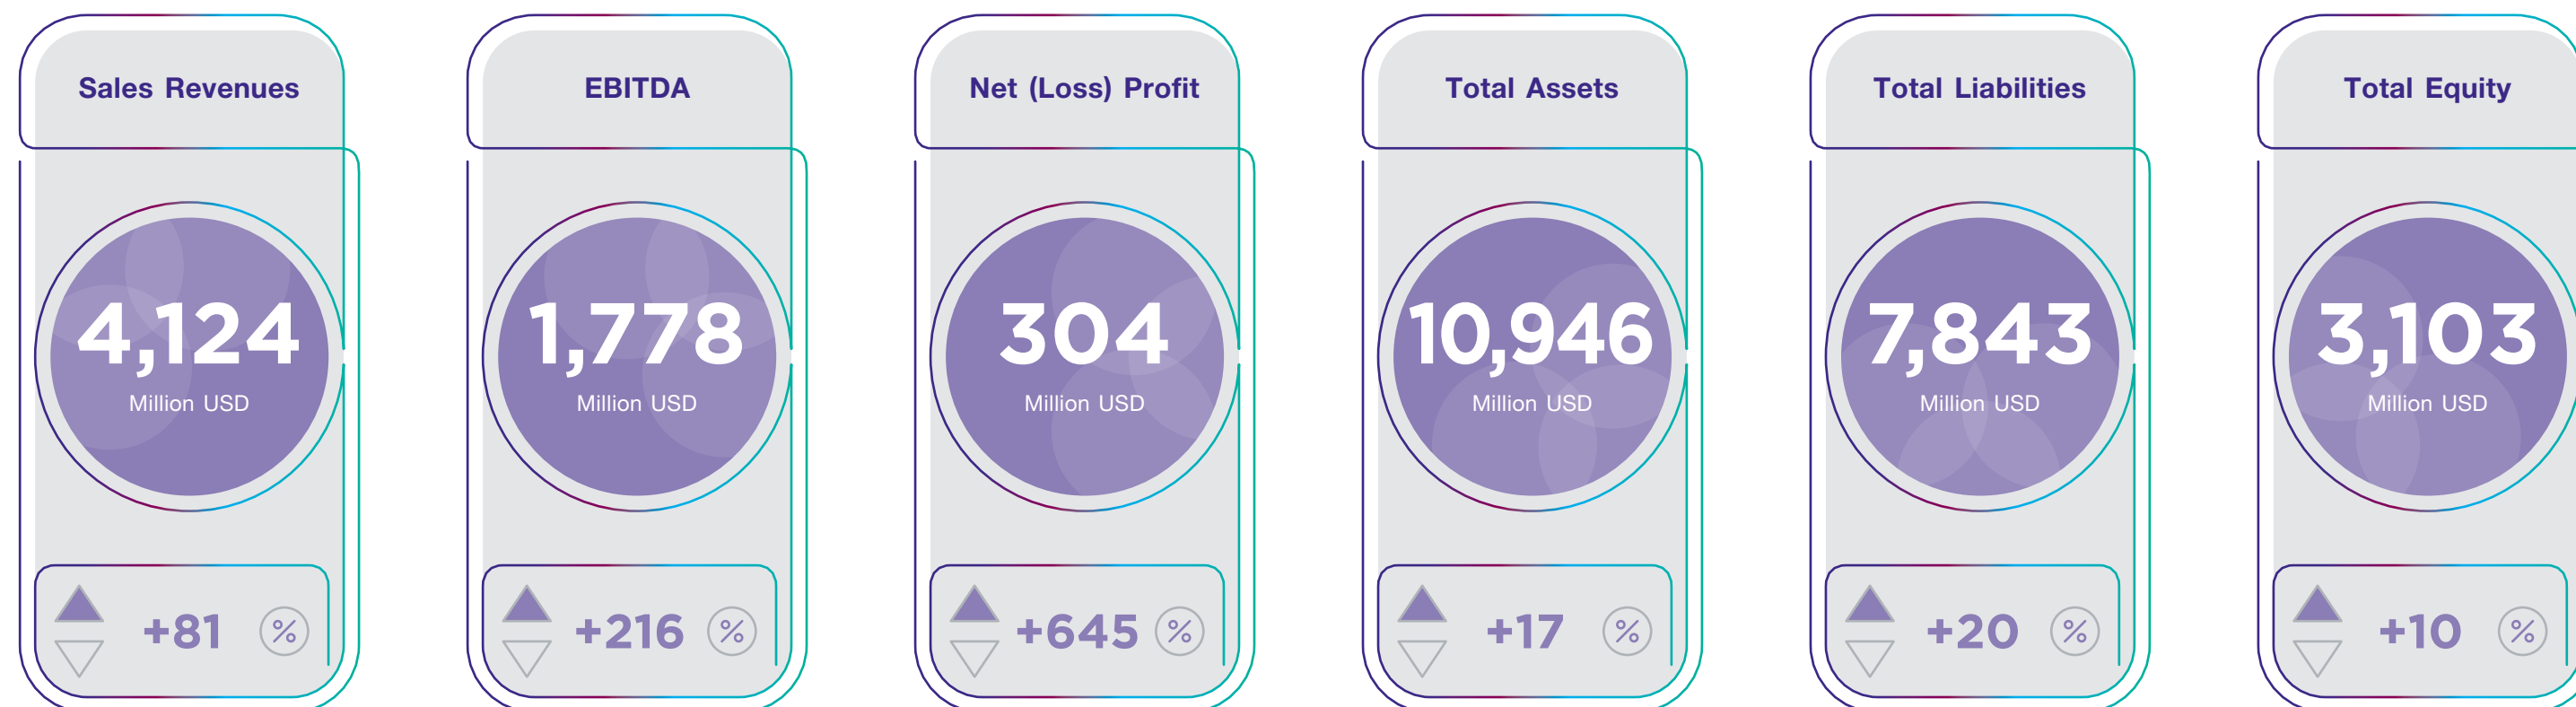 Sales Revenues
4,124
Million USD
+81 %
EBITDA
1,778
Million USD
+216 %
Net (Loss) Profit
304
Million USD
+645 %
Total Assets
10,946
Million USD
+17 %
Total Liabilities
7,843
Million USD
+20 %
Total Equity
3,103
Million USD
+10 %